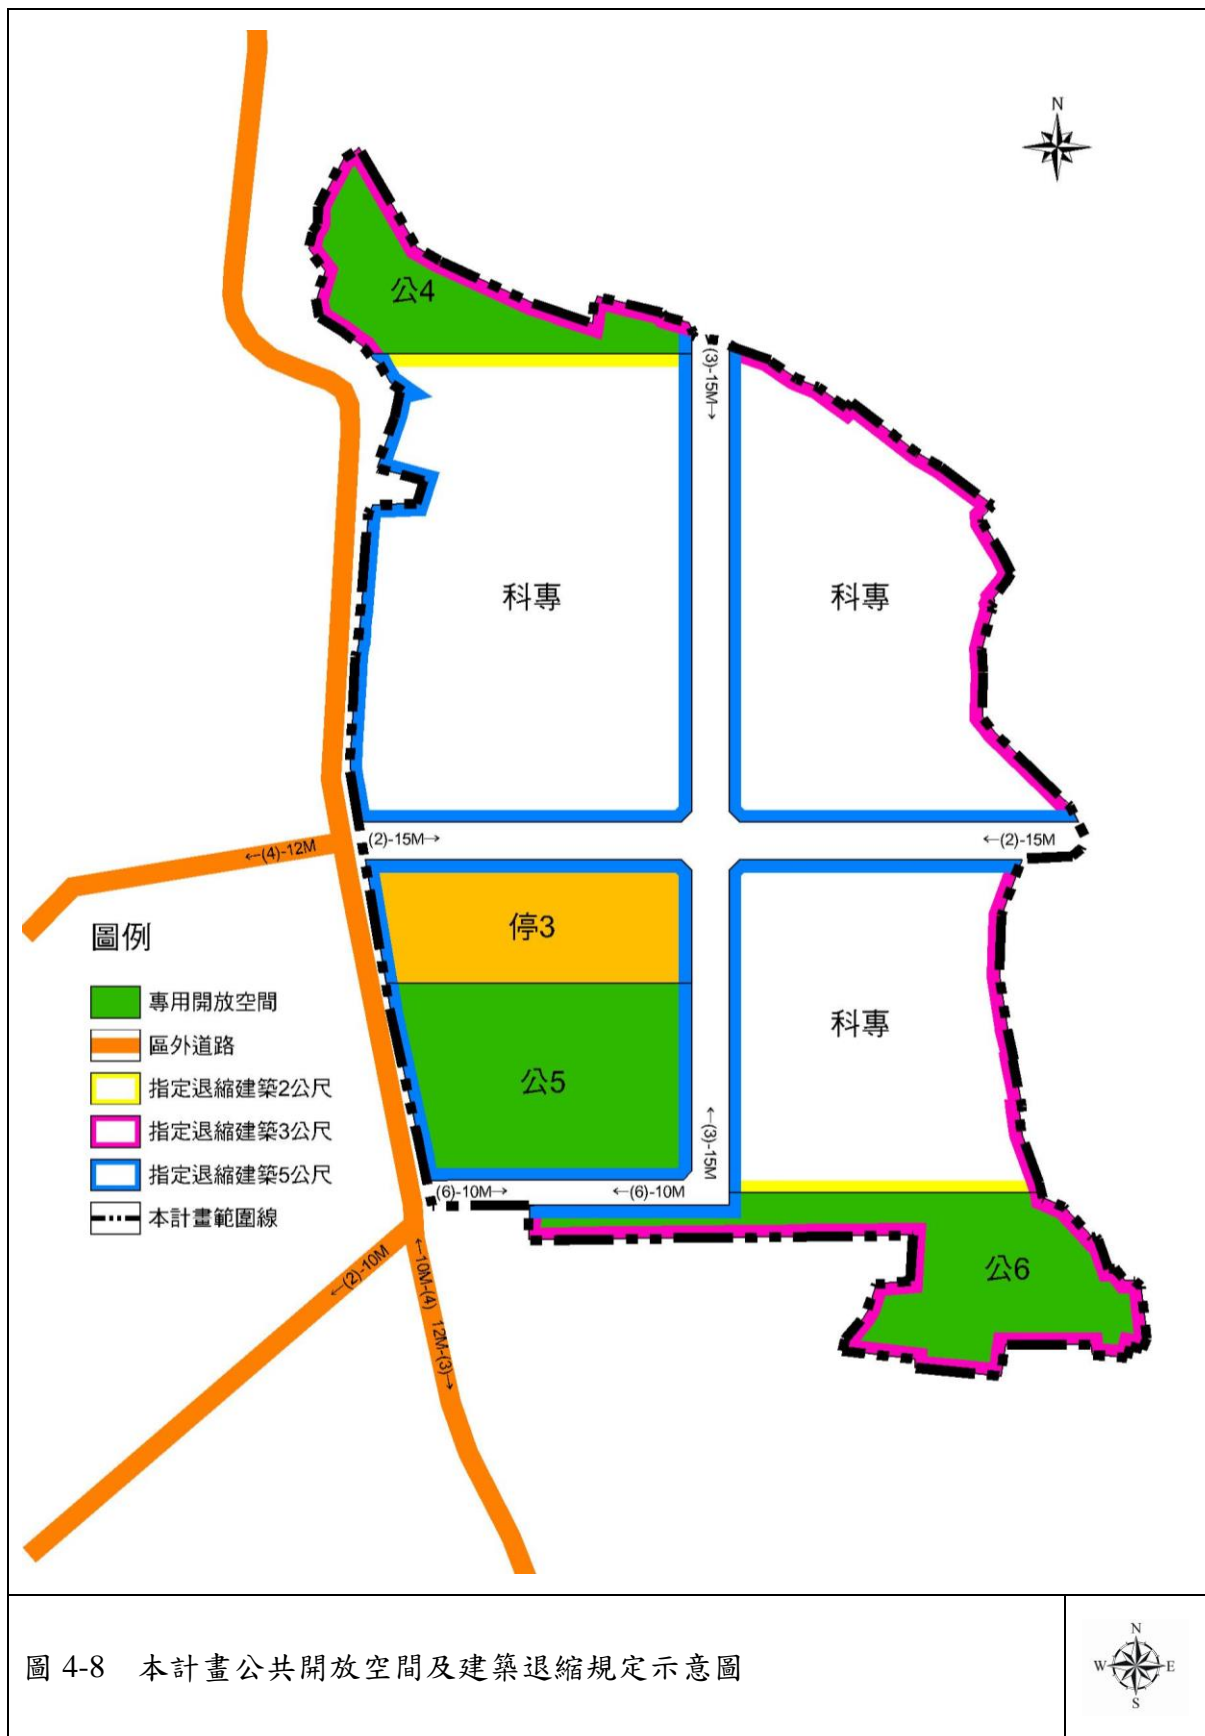 N
公4
(3)-15M→
科專
科專
(2)-15M→
←(2)-15M
←(4)-12M
停3
圖例
專用開放空間
區外道路
指定退縮建築2公尺
指定退縮建築3公尺
指定退縮建築5公尺
本計畫範圍線
科專
公5
←(3)-15M
(6)-10M→
←(6)-10M
公6
←(2)-10M
←10M-(4)
12M-(3)→
圖 4-8 本計畫公共開放空間及建築退縮規定示意圖
N
W
E
S